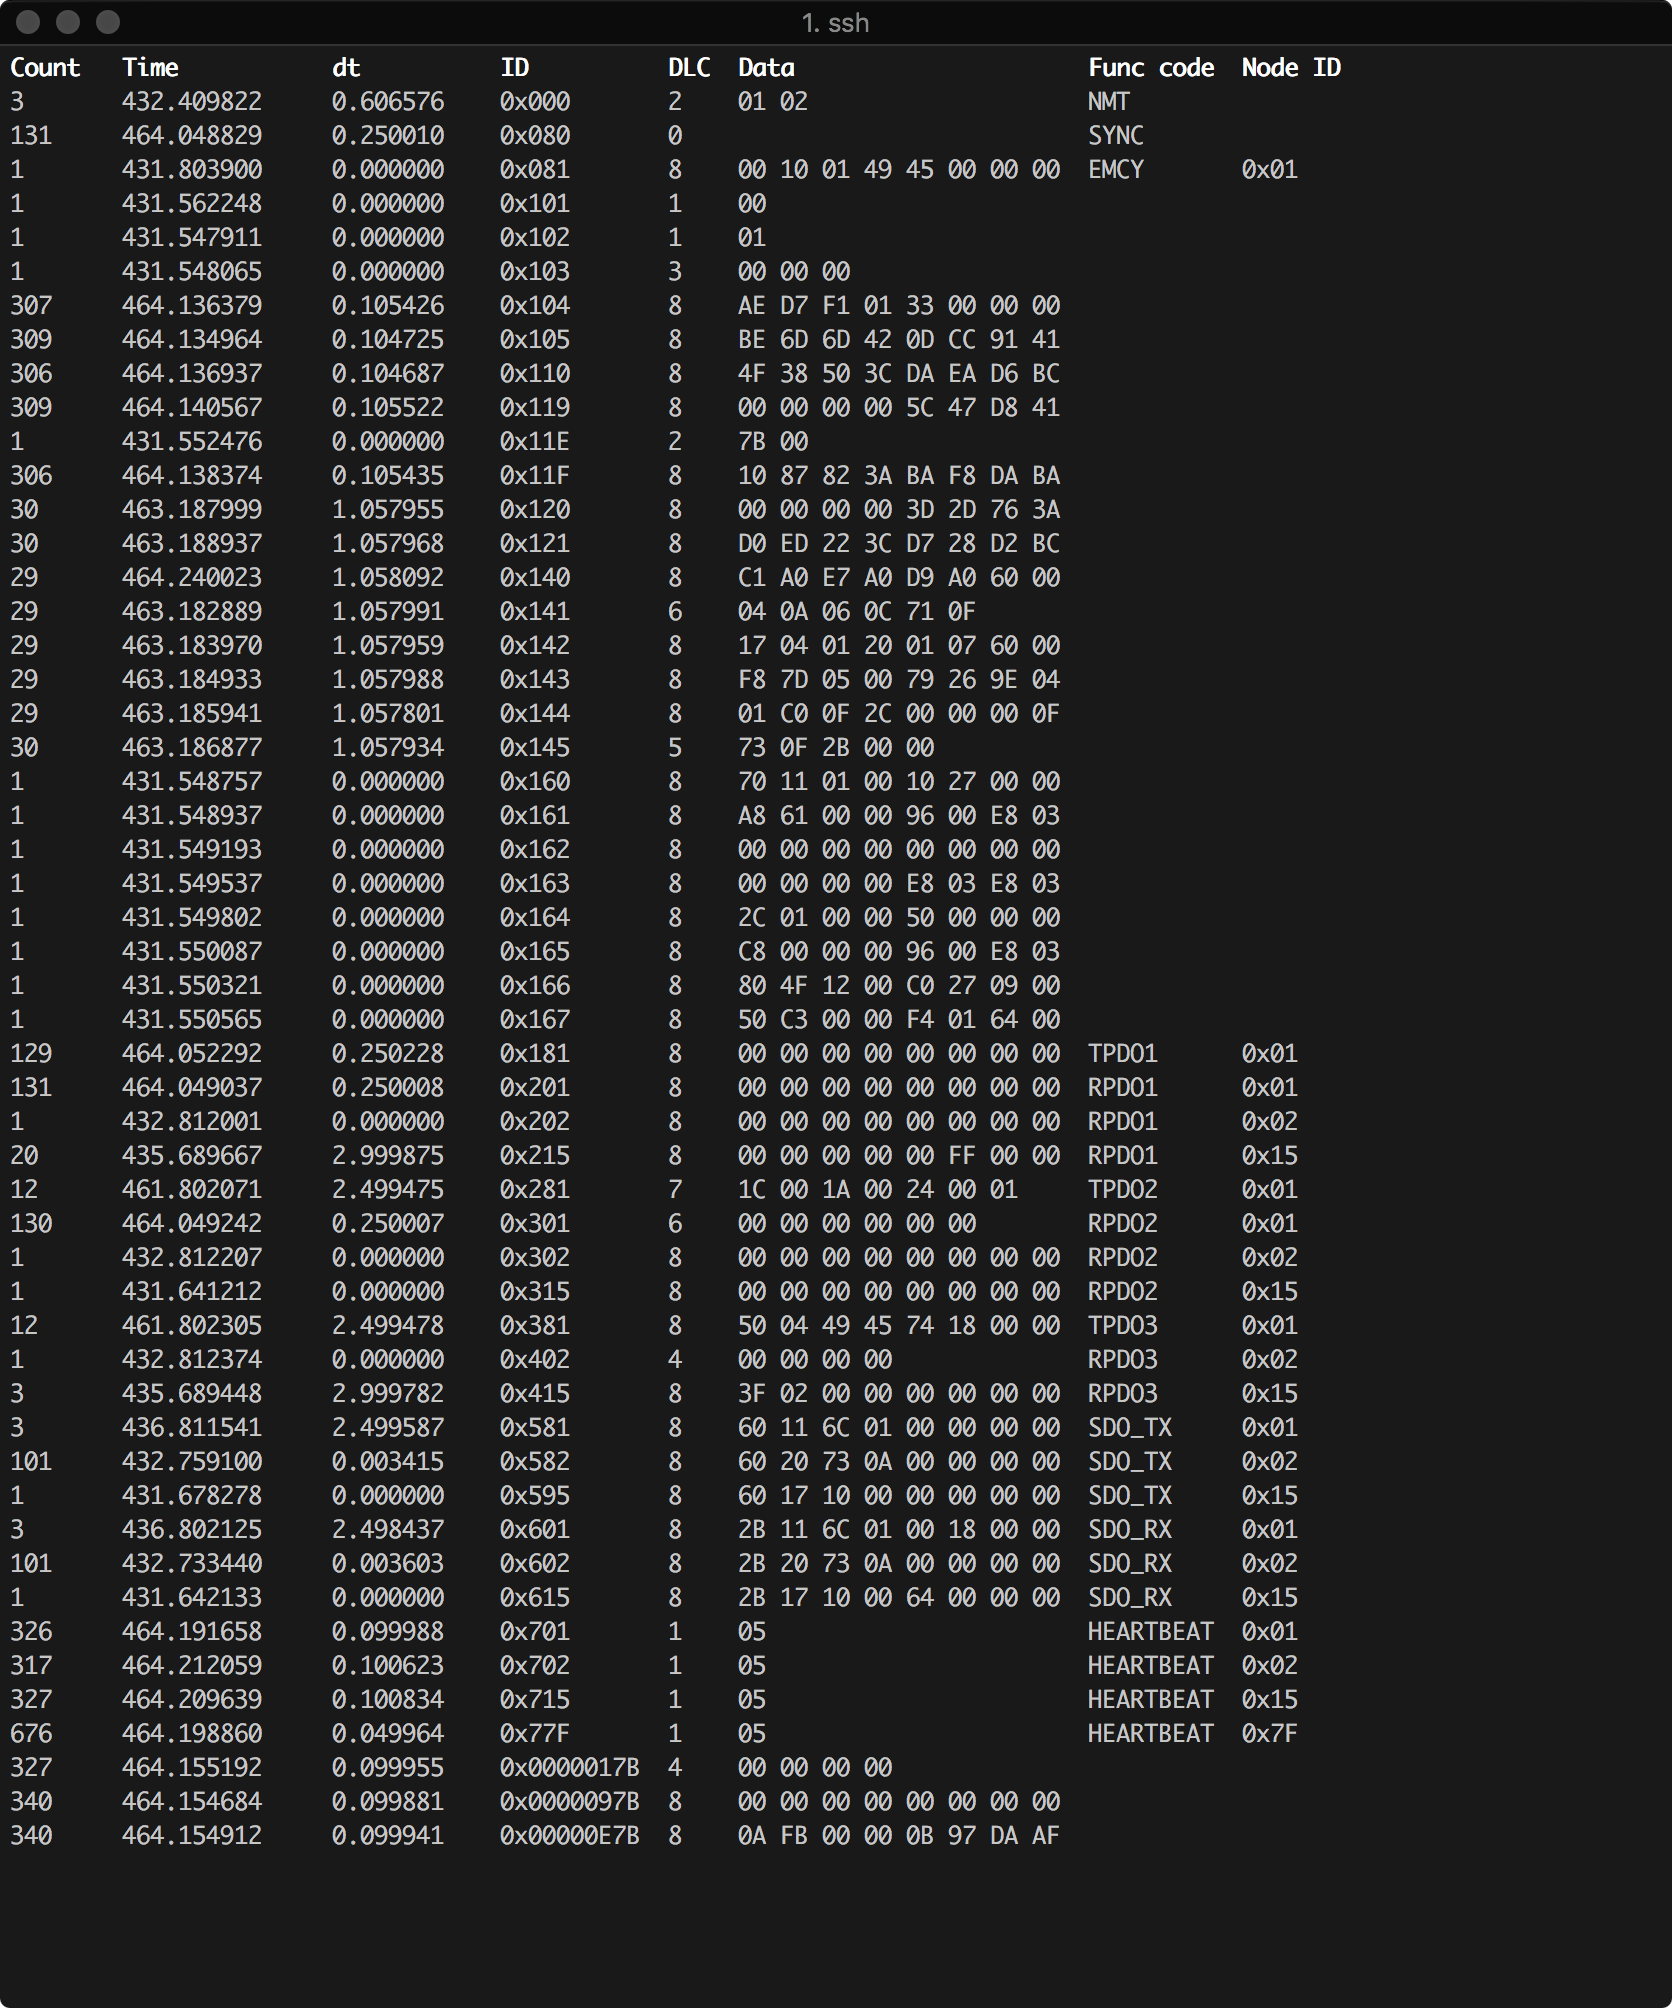 1. ssh
Count Time dt ID DLC Data Func code Node ID
3 432.409822 0.606576 0x000 2 01 02 NMT
131 464.048829 0.250010 0x080 0 SYNC
1 431.803900 0.000000 0x081 8 00 10 01 49 45 00 00 00 EMCY 0x01
1 431.562248 0.000000 0x101 1 00
1 431.547911 0.000000 0x102 1 01
1 431.548065 0.000000 0x103 3 00 00 00
307 464.136379 0.105426 0x104 8 AE D7 F1 01 33 00 00 00
309 464.134964 0.104725 0x105 8 BE 6D 6D 42 0D CC 91 41
306 464.136937 0.104687 0x110 8 4F 38 50 3C DA EA D6 BC
309 464.140567 0.105522 0x119 8 00 00 00 00 5C 47 D8 41
1 431.552476 0.000000 0x11E 2 7B 00
306 464.138374 0.105435 0x11F 8 10 87 82 3A BA F8 DA BA
30 463.187999 1.057955 0x120 8 00 00 00 00 3D 2D 76 3A
30 463.188937 1.057968 0x121 8 D0 ED 22 3C D7 28 D2 BC
29 464.240023 1.058092 0x140 8 C1 A0 E7 A0 D9 A0 60 00
29 463.182889 1.057991 0x141 6 04 0A 06 0C 71 0F
29 463.183970 1.057959 0x142 8 17 04 01 20 01 07 60 00
29 463.184933 1.057988 0x143 8 F8 7D 05 00 79 26 9E 04
29 463.185941 1.057801 0x144 8 01 C0 0F 2C 00 00 00 0F
30 463.186877 1.057934 0x145 5 73 0F 2B 00 00
1 431.548757 0.000000 0x160 8 70 11 01 00 10 27 00 00
1 431.548937 0.000000 0x161 8 A8 61 00 00 96 00 E8 03
1 431.549193 0.000000 0x162 8 00 00 00 00 00 00 00 00
1 431.549537 0.000000 0x163 8 00 00 00 00 E8 03 E8 03
1 431.549802 0.000000 0x164 8 2C 01 00 00 50 00 00 00
1 431.550087 0.000000 0x165 8 C8 00 00 00 96 00 E8 03
1 431.550321 0.000000 0x166 8 80 4F 12 00 C0 27 09 00
1 431.550565 0.000000 0x167 8 50 C3 00 00 F4 01 64 00
129 464.052292 0.250228 0x181 8 00 00 00 00 00 00 00 00 TPDO1 0x01
131 464.049037 0.250008 0x201 8 00 00 00 00 00 00 00 00 RPDO1 0x01
1 432.812001 0.000000 0x202 8 00 00 00 00 00 00 00 00 RPDO1 0x02
20 435.689667 2.999875 0x215 8 00 00 00 00 00 FF 00 00 RPDO1 0x15
12 461.802071 2.499475 0x281 7 1C 00 1A 00 24 00 01 TPDO2 0x01
130 464.049242 0.250007 0x301 6 00 00 00 00 00 00 RPDO2 0x01
1 432.812207 0.000000 0x302 8 00 00 00 00 00 00 00 00 RPDO2 0x02
1 431.641212 0.000000 0x315 8 00 00 00 00 00 00 00 00 RPDO2 0x15
12 461.802305 2.499478 0x381 8 50 04 49 45 74 18 00 00 TPDO3 0x01
1 432.812374 0.000000 0x402 4 00 00 00 00 RPDO3 0x02
3 435.689448 2.999782 0x415 8 3F 02 00 00 00 00 00 00 RPDO3 0x15
3 436.811541 2.499587 0x581 8 60 11 6C 01 00 00 00 00 SDO_TX 0x01
101 432.759100 0.003415 0x582 8 60 20 73 0A 00 00 00 00 SDO_TX 0x02
1 431.678278 0.000000 0x595 8 60 17 10 00 00 00 00 00 SDO_TX 0x15
3 436.802125 2.498437 0x601 8 2B 11 6C 01 00 18 00 00 SDO_RX 0x01
101 432.733440 0.003603 0x602 8 2B 20 73 0A 00 00 00 00 SDO_RX 0x02
1 431.642133 0.000000 0x615 8 2B 17 10 00 64 00 00 00 SDO_RX 0x15
326 464.191658 0.099988 0x701 1 05 HEARTBEAT 0x01
317 464.212059 0.100623 0x702 1 05 HEARTBEAT 0x02
327 464.209639 0.100834 0x715 1 05 HEARTBEAT 0x15
676 464.198860 0.049964 0x77F 1 05 HEARTBEAT 0x7F
327 464.155192 0.099955 0x0000017B 4 00 00 00 00
340 464.154684 0.099881 0x0000097B 8 00 00 00 00 00 00 00 00
340 464.154912 0.099941 0x00000E7B 8 0A FB 00 00 0B 97 DA AF